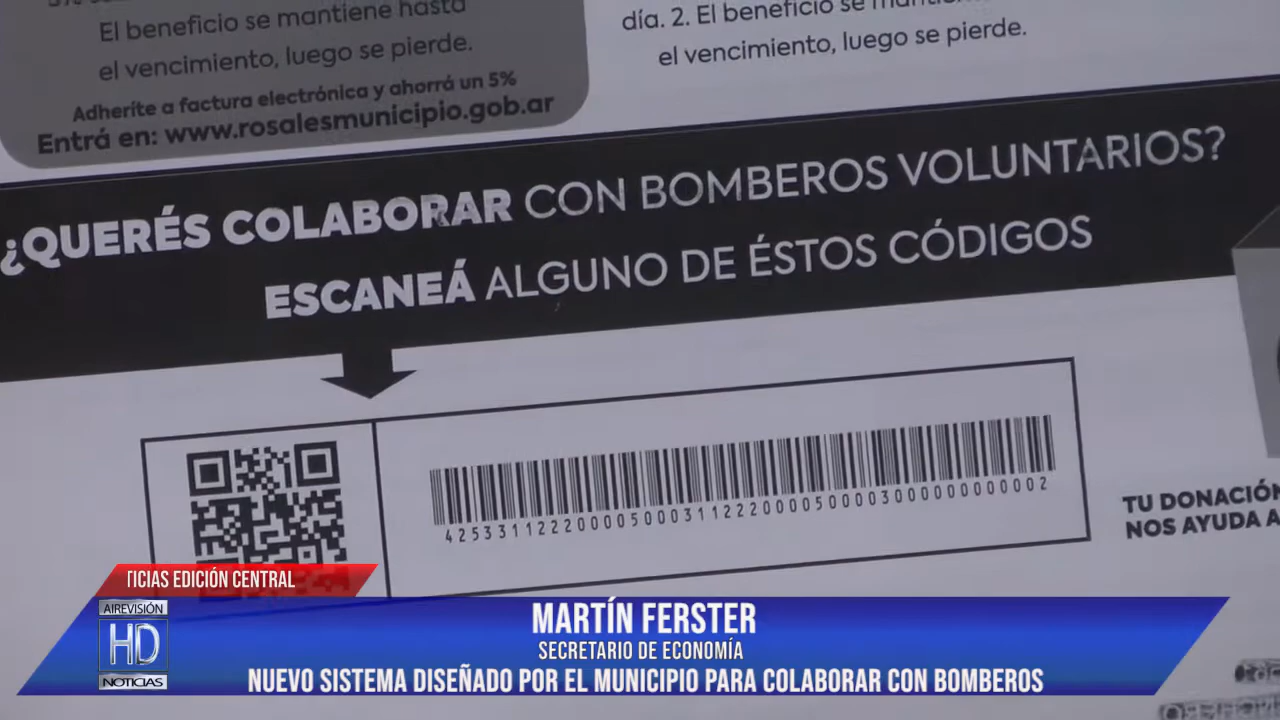 El beneficio se mantiene hasta
el vencimiento, luego se pierde.
Adherite a factura electrónica y ahorrá un 5%
Entrá en: www.rosalesmunicipio.gob.ar
día. 2. El beneficio se
el vencimiento, luego se pierde.
¿QUERÉS COLABORAR CON BOMBEROS VOLUNTARIOS?
ESCANEÁ ALGUNO DE ÉSTOS CÓDIGOS
TU DONACIÓN
NOS AYUDA A
TICIAS EDICIÓN CENTRAL
AIREVISIÓN
HD
NOTICIAS
MARTÍN FERSTER
SECRETARIO DE ECONOMÍA
NUEVO SISTEMA DISEÑADO POR EL MUNICIPIO PARA COLABORAR CON BOMBEROS